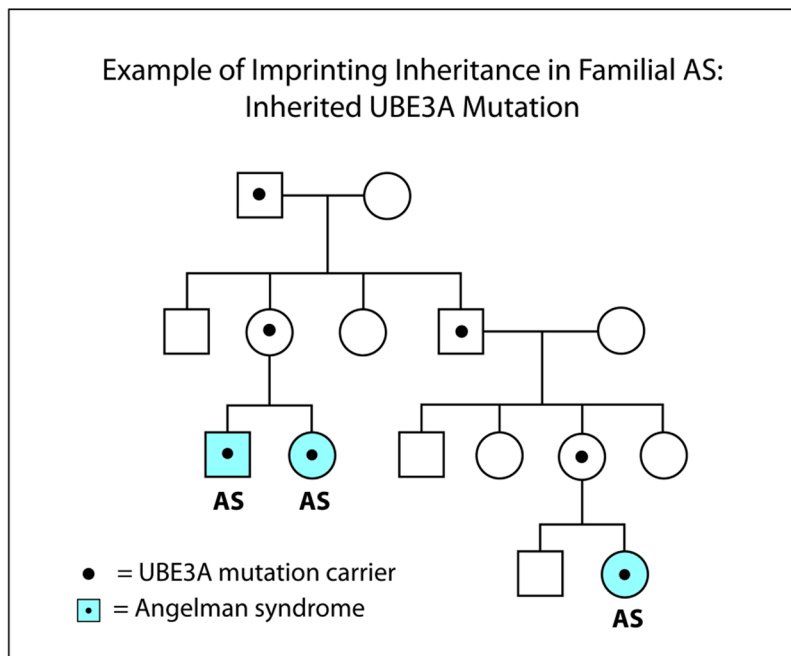 Example of Imprinting Inheritance in Familial AS:
Inherited UBE3A Mutation
AS
AS
= UBE3A mutation carrier
= Angelman syndrome
AS